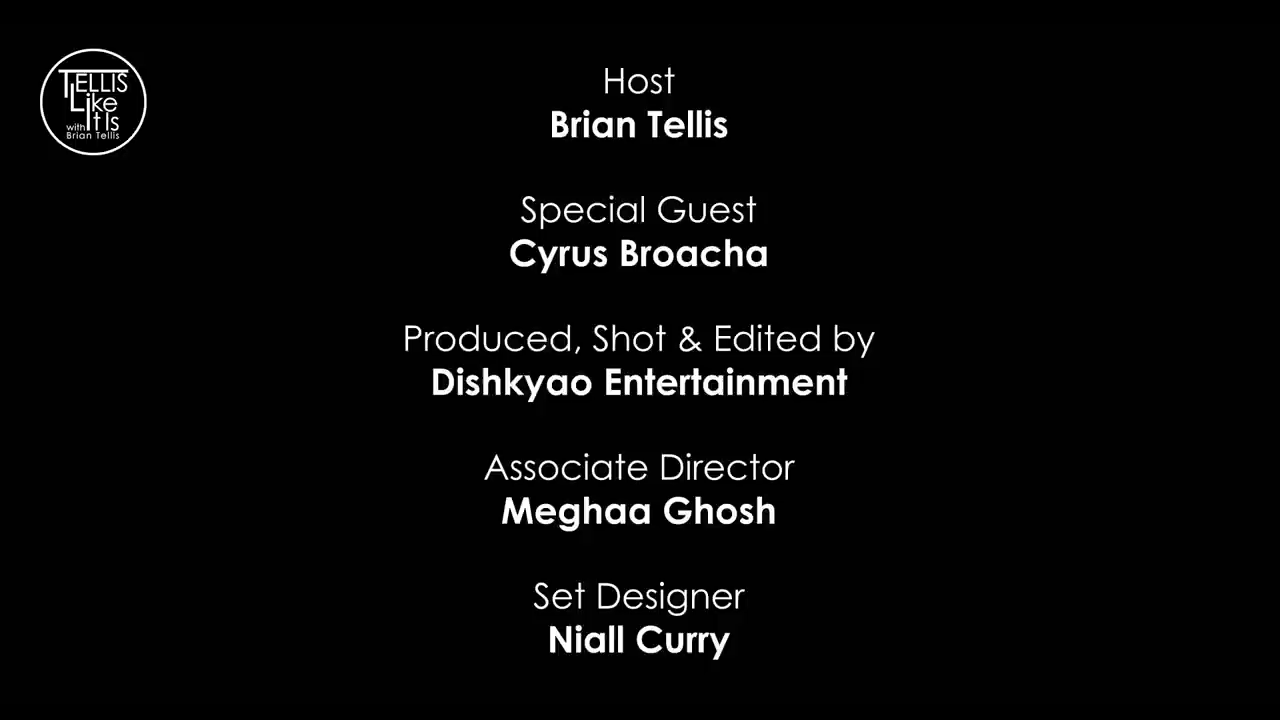 TELLIS
Like
It Is
with
Brian Tellis
Host
Brian Tellis
Special Guest
Cyrus Broacha
Produced, Shot & Edited by
Dishkyao Entertainment
Associate Director
Meghaa Ghosh
Set Designer
Niall Curry